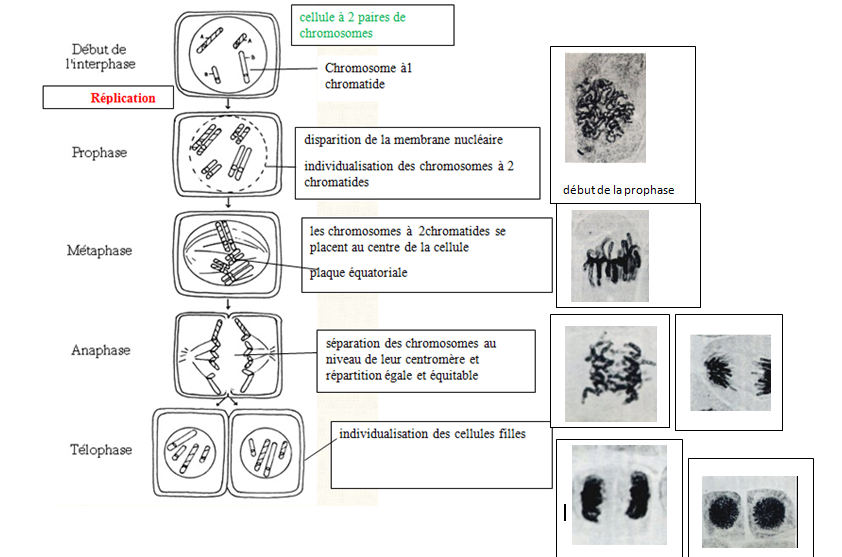 cellule à 2 paires de
chromosomes
Début de
l'interphase
A
A
B
B
Chromosome à1
chromatide
Réplication
Prophase
disparition de la membrane nucléaire
individualisation des chromosomes à 2
chromatides
début de la prophase
Métaphase
les chromosomes à 2chromatides se
placent au centre de la cellule
plaque équatoriale
Anaphase
séparation des chromosomes au
niveau de leur centromère et
répartition égale et équitable
Télophase
individualisation des cellules filles